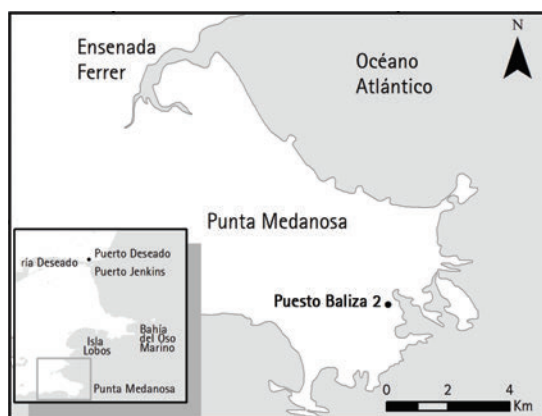 Ensenada
Ferrer
Océano
Atlántico
N
Punta Medanosa
Puesto Baliza 2
Puerto Deseado
ría Deseado
Puerto Jenkins
Isla
Lobos
Bahía
del Oso
Marino
Punta Medanosa
0 2 4
Km